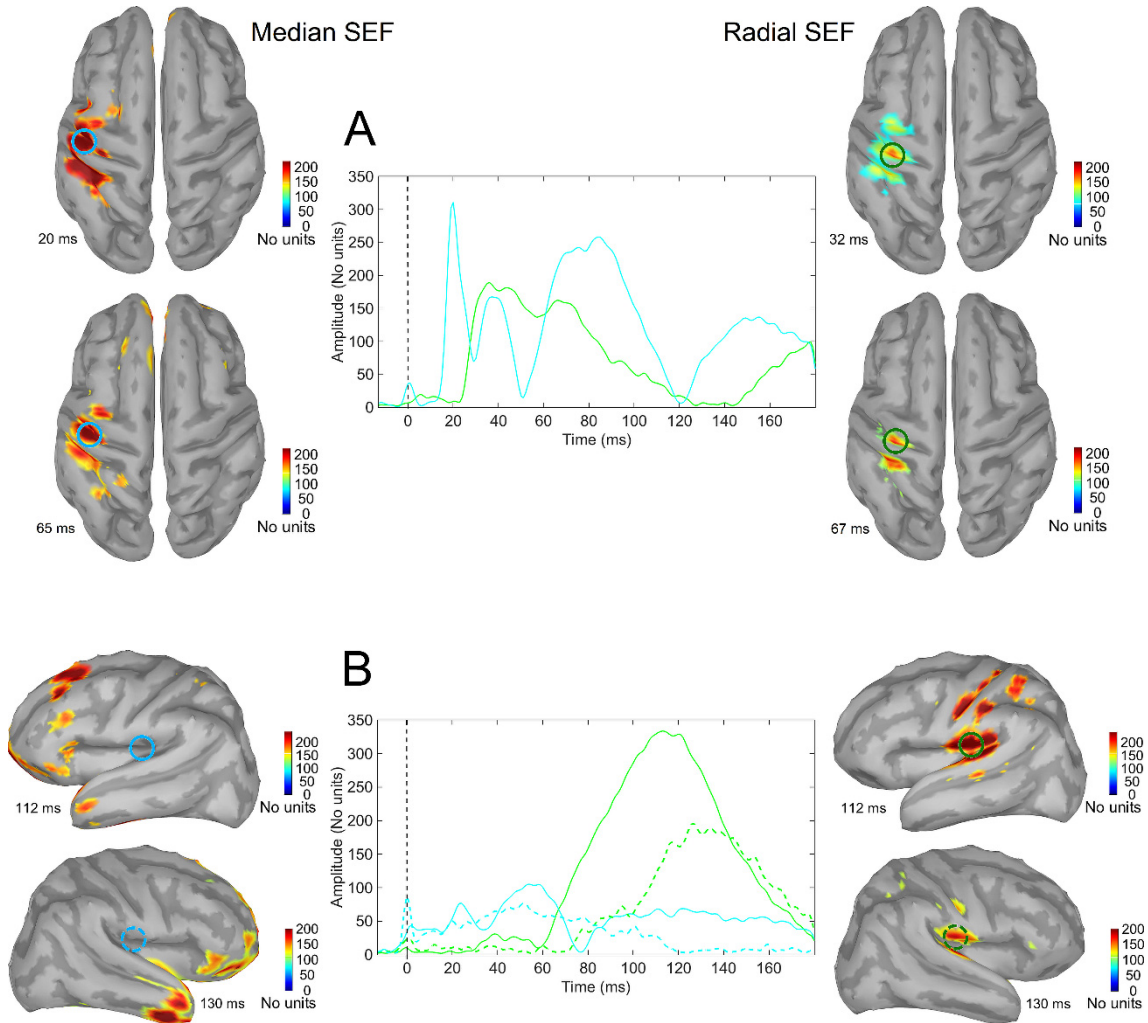 Median SEF
Radial SEF
A
200
150
100
50
0
No units
20 ms
200
150
100
50
0
No units
65 ms
Amplitude (No units)
350
300
250
200
150
100
50
0
0 20 40 60 80 100 120 140 160
Time (ms)
200
150
100
50
0
No units
32 ms
200
150
100
50
0
No units
67 ms
B
200
150
100
50
0
No units
112 ms
200
150
100
50
0
No units
130 ms
Amplitude (No units)
350
300
250
200
150
100
50
0
0 20 40 60 80 100 120 140 160
Time (ms)
200
150
100
50
0
No units
112 ms
200
150
100
50
0
No units
130 ms